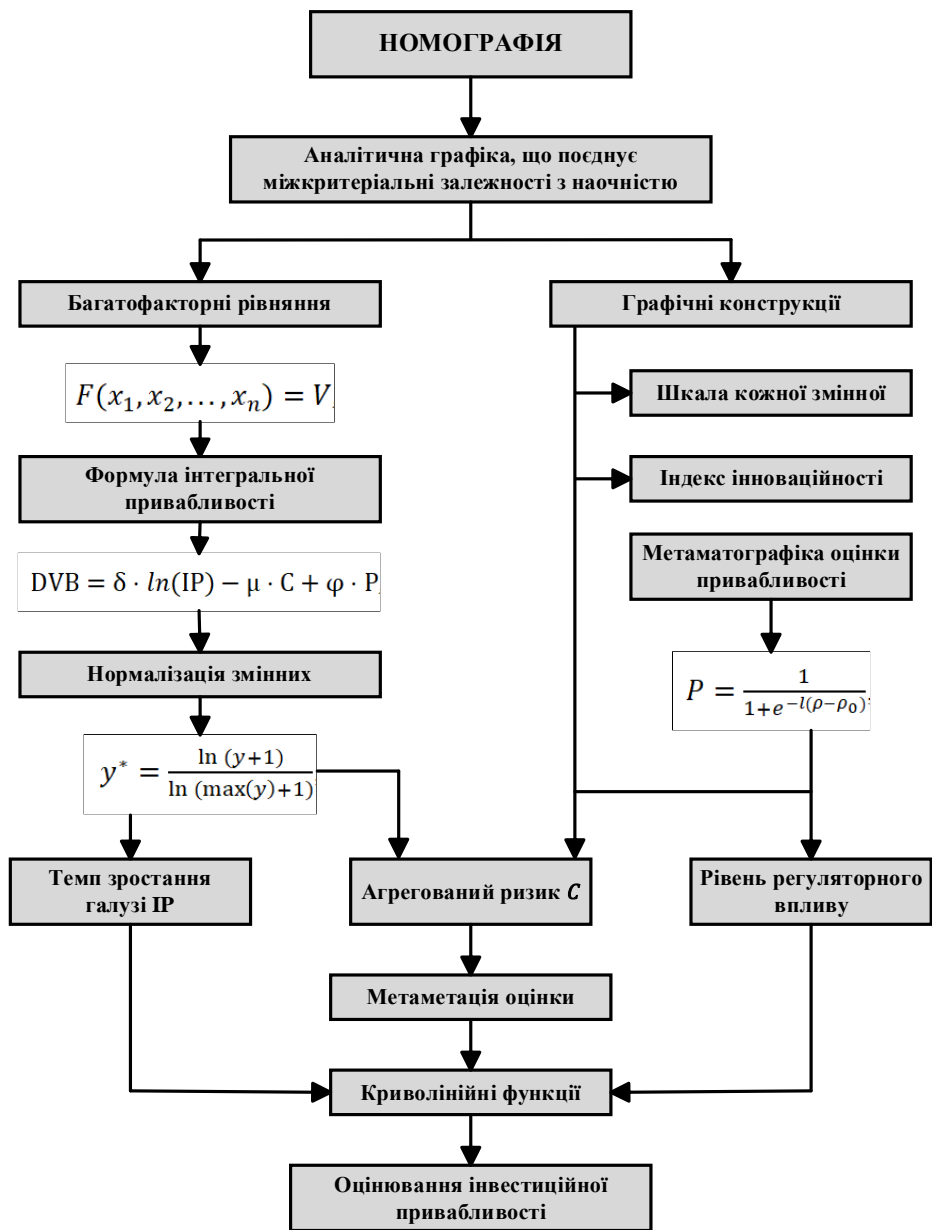 НОМОГРАФІЯ
Аналітична графіка, що поєднує
міжкритеріальні залежності з наочністю
Багатофакторні рівняння
Графічні конструкції
F(x₁, x₂, …, xₙ) = V
Шкала кожної змінної
Формула інтегральної
привабливості
Індекс інноваційності
DVB = δ · ln(IP) − μ · C + φ · P
Метаматографіка оцінки
привабливості
Нормалізація змінних
P = 1 / (1+e^{−l(ρ−ρ₀)})
y* = ln (y+1) / ln (max(y)+1)
Темп зростання
галузі IP
Агрегований ризик C
Рівень регуляторного
впливу
Метаметація оцінки
Криволінійні функції
Оцінювання інвестиційної
привабливості